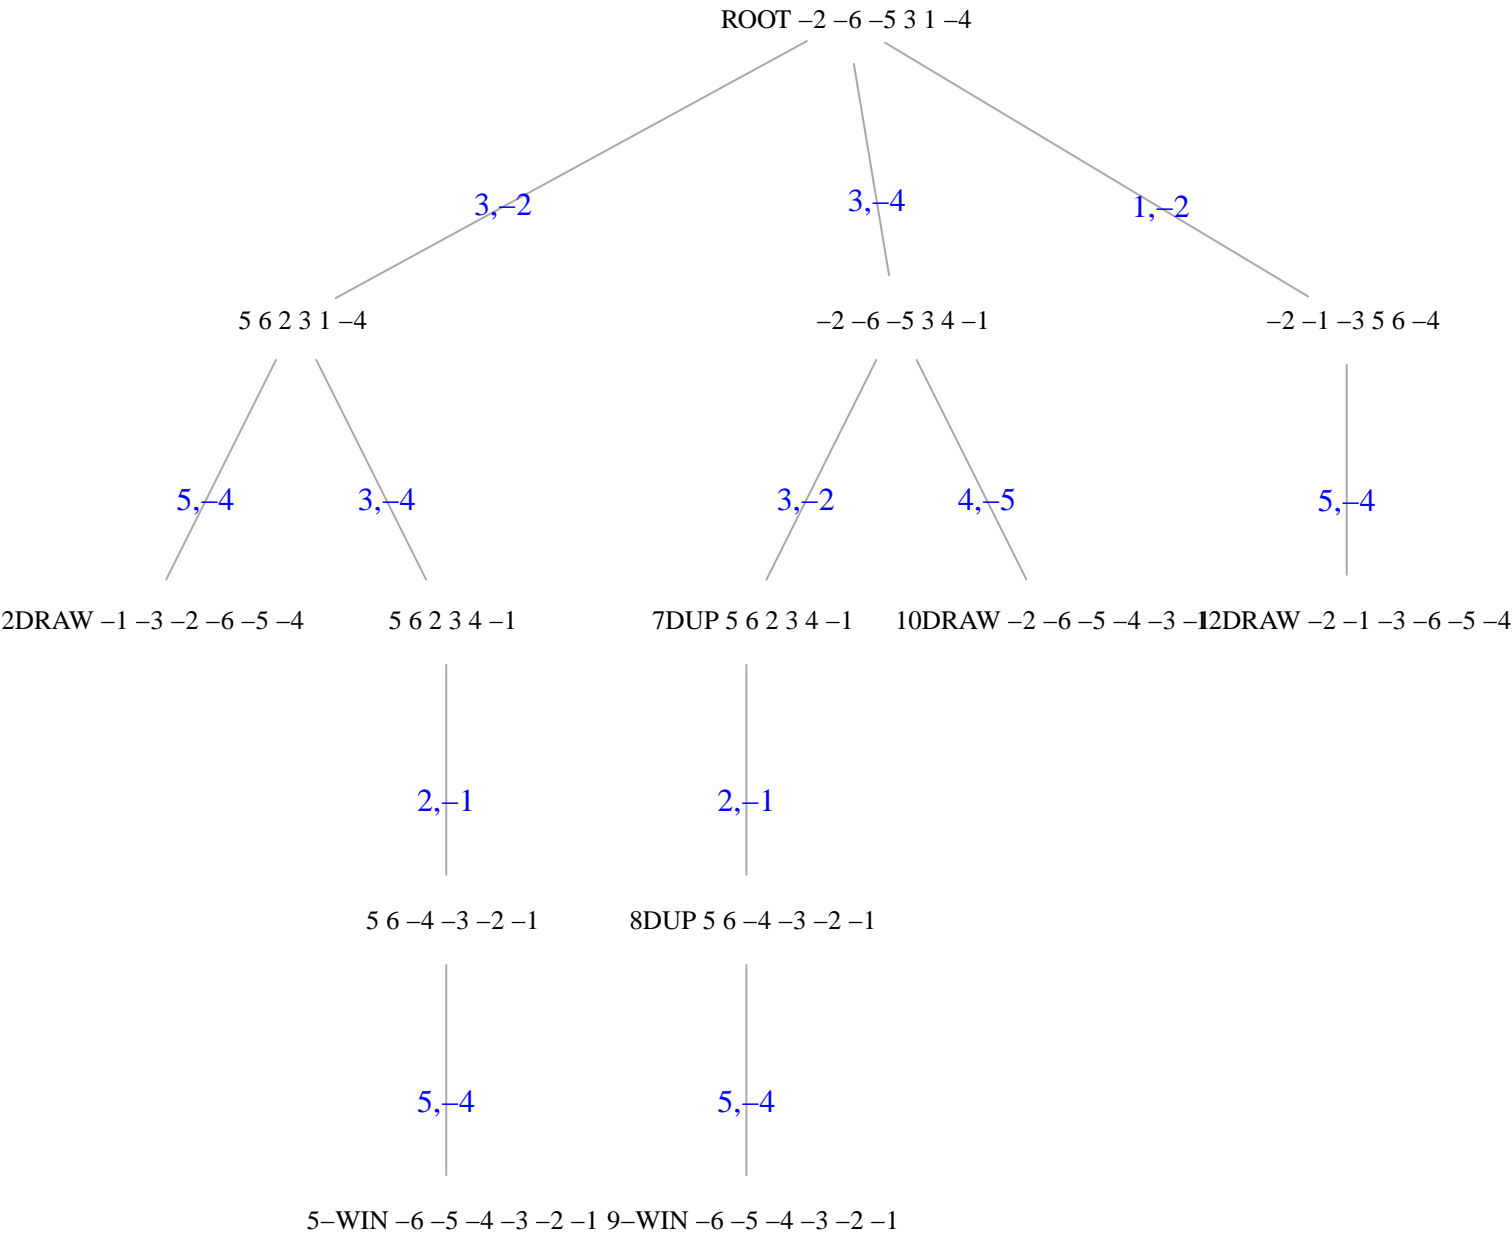 ROOT –2 –6 –5 3 1 –4
3,–2 3,–4 1,–2
5 6 2 3 1 –4 –2 –6 –5 3 4 –1 –2 –1 –3 5 6 –4
5,–4 3,–4 3,–2 4,–5 5,–4
2DRAW –1 –3 –2 –6 –5 –4 5 6 2 3 4 –1 7DUP 5 6 2 3 4 –1 10DRAW –2 –6 –5 –4 –3 –1 12DRAW –2 –1 –3 –6 –5 –4
2,–1 2,–1
5 6 –4 –3 –2 –1 8DUP 5 6 –4 –3 –2 –1
5,–4 5,–4
5–WIN –6 –5 –4 –3 –2 –1 9–WIN –6 –5 –4 –3 –2 –1